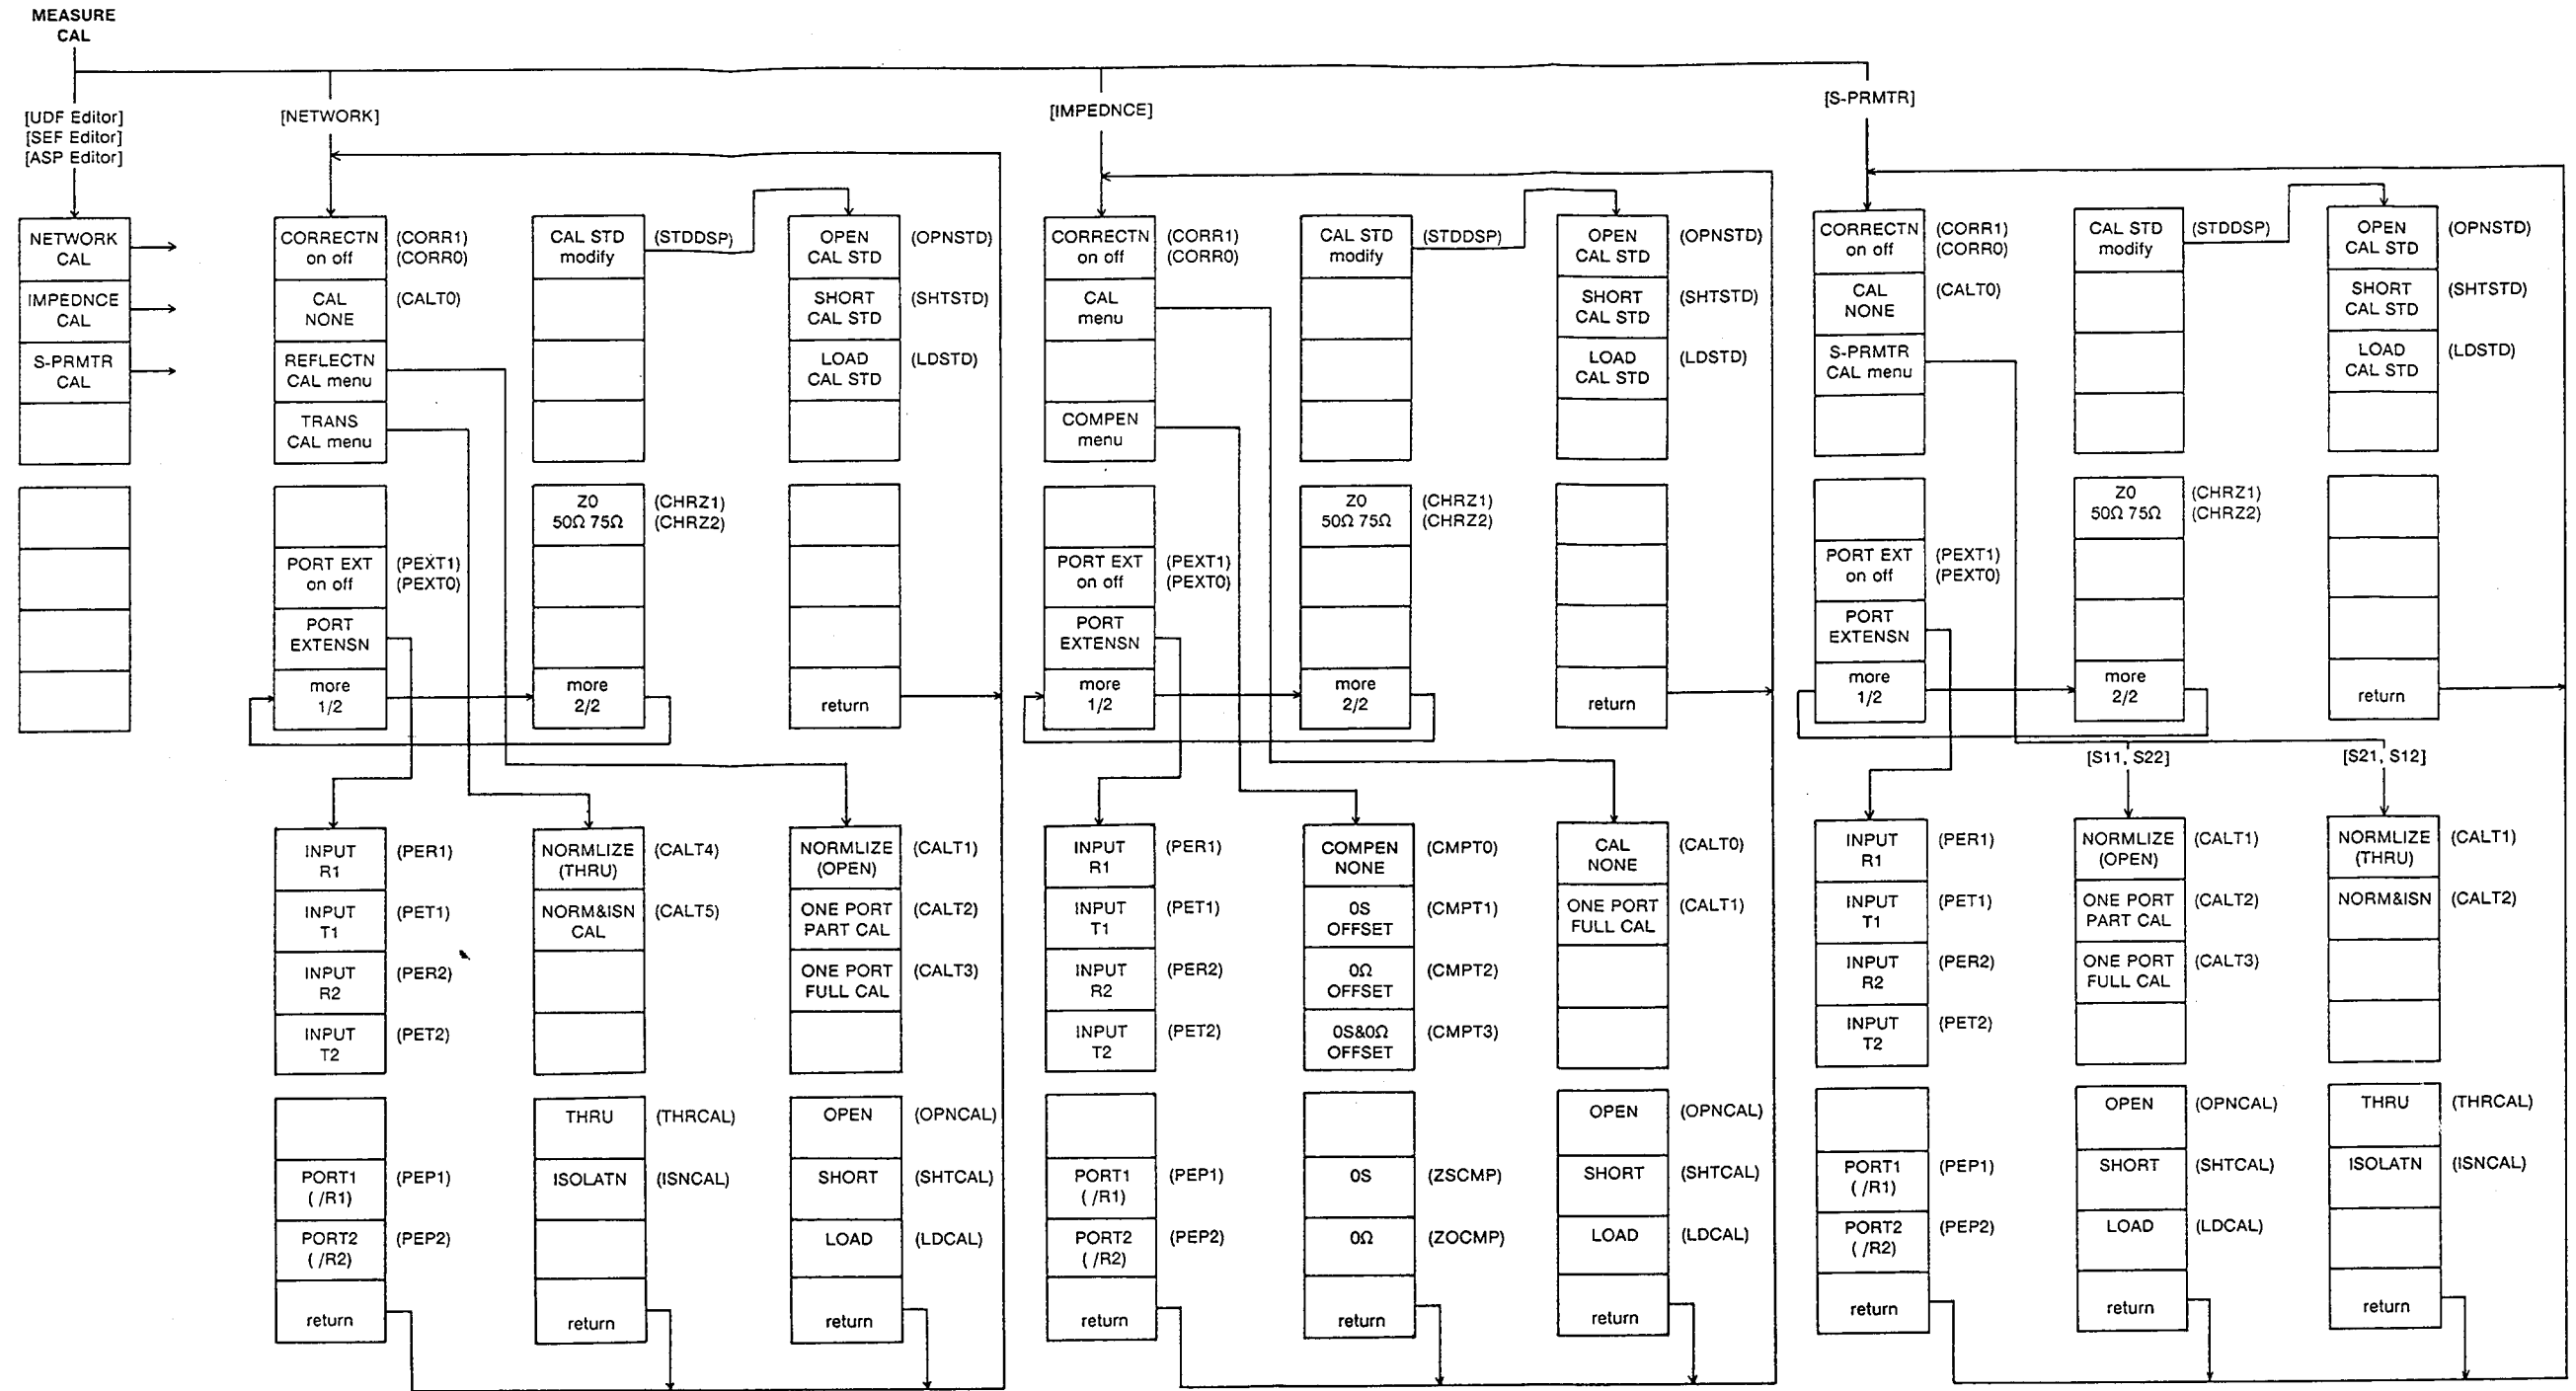 MEASURE
CAL
[UDF Editor]
[SEF Editor]
[ASP Editor]
NETWORK
CAL
IMPEDNCE
CAL
S-PRMTR
CAL
[NETWORK]
CORRECTN
on off
(CORR1)
(CORR0)
CAL
NONE
(CALT0)
REFLECTN
CAL menu
TRANS
CAL menu
PORT EXT
on off
(PEXT1)
(PEXT0)
PORT
EXTENSN
more
1/2
CAL STD
modify
(STDDSP)
Z0
50Ω 75Ω
(CHRZ1)
(CHRZ2)
more
2/2
OPEN
CAL STD
(OPNSTD)
SHORT
CAL STD
(SHTSTD)
LOAD
CAL STD
(LDSTD)
return
INPUT
R1
(PER1)
INPUT
T1
(PET1)
INPUT
R2
(PER2)
INPUT
T2
(PET2)
PORT1
( /R1)
(PEP1)
PORT2
( /R2)
(PEP2)
return
NORMLIZE
(THRU)
(CALT4)
NORM&ISN
CAL
(CALT5)
THRU
(THRCAL)
ISOLATN
(ISNCAL)
return
NORMLIZE
(OPEN)
(CALT1)
ONE PORT
PART CAL
(CALT2)
ONE PORT
FULL CAL
(CALT3)
OPEN
(OPNCAL)
SHORT
(SHTCAL)
LOAD
(LDCAL)
return
[IMPEDNCE]
CORRECTN
on off
(CORR1)
(CORR0)
CAL
menu
COMPEN
menu
PORT EXT
on off
(PEXT1)
(PEXT0)
PORT
EXTENSN
more
1/2
CAL STD
modify
(STDDSP)
Z0
50Ω 75Ω
(CHRZ1)
(CHRZ2)
more
2/2
OPEN
CAL STD
(OPNSTD)
SHORT
CAL STD
(SHTSTD)
LOAD
CAL STD
(LDSTD)
return
INPUT
R1
(PER1)
INPUT
T1
(PET1)
INPUT
R2
(PER2)
INPUT
T2
(PET2)
PORT1
( /R1)
(PEP1)
PORT2
( /R2)
(PEP2)
return
COMPEN
NONE
(CMPT0)
0S
OFFSET
(CMPT1)
0Ω
OFFSET
(CMPT2)
0S&0Ω
OFFSET
(CMPT3)
0S
(ZSCMP)
0Ω
(ZOCMP)
return
CAL
NONE
(CALT0)
ONE PORT
FULL CAL
(CALT1)
OPEN
(OPNCAL)
SHORT
(SHTCAL)
LOAD
(LDCAL)
return
[S-PRMTR]
CORRECTN
on off
(CORR1)
(CORR0)
CAL
NONE
(CALT0)
S-PRMTR
CAL menu
PORT EXT
on off
(PEXT1)
(PEXT0)
PORT
EXTENSN
more
1/2
CAL STD
modify
(STDDSP)
Z0
50Ω 75Ω
(CHRZ1)
(CHRZ2)
more
2/2
OPEN
CAL STD
(OPNSTD)
SHORT
CAL STD
(SHTSTD)
LOAD
CAL STD
(LDSTD)
return
INPUT
R1
(PER1)
INPUT
T1
(PET1)
INPUT
R2
(PER2)
INPUT
T2
(PET2)
PORT1
( /R1)
(PEP1)
PORT2
( /R2)
(PEP2)
return
[S11, S22]
NORMLIZE
(OPEN)
(CALT1)
ONE PORT
PART CAL
(CALT2)
ONE PORT
FULL CAL
(CALT3)
OPEN
(OPNCAL)
SHORT
(SHTCAL)
LOAD
(LDCAL)
return
[S21, S12]
NORMLIZE
(THRU)
(CALT1)
NORM&ISN
(CALT2)
THRU
(THRCAL)
ISOLATN
(ISNCAL)
return